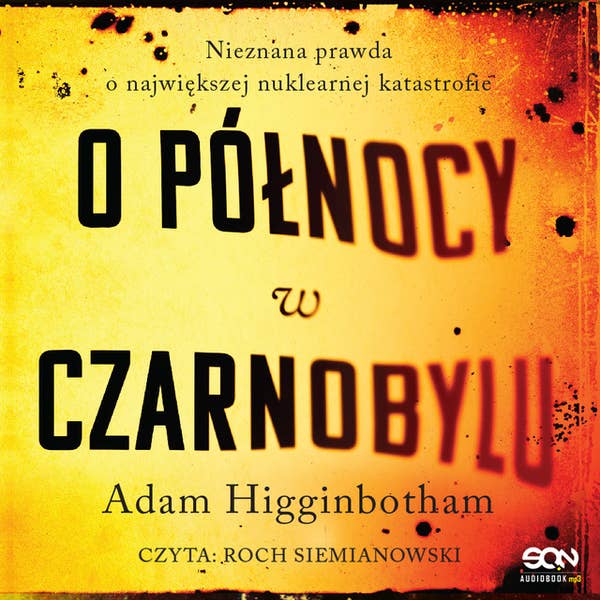 Nieznana prawda
o największej nuklearnej katastrofie
O PÓŁNOCY
w
CZARNOBYLU
Adam Higginbotham
CZYTA: ROCH SIEMIANOWSKI
SQN
AUDIOBOOK mp3